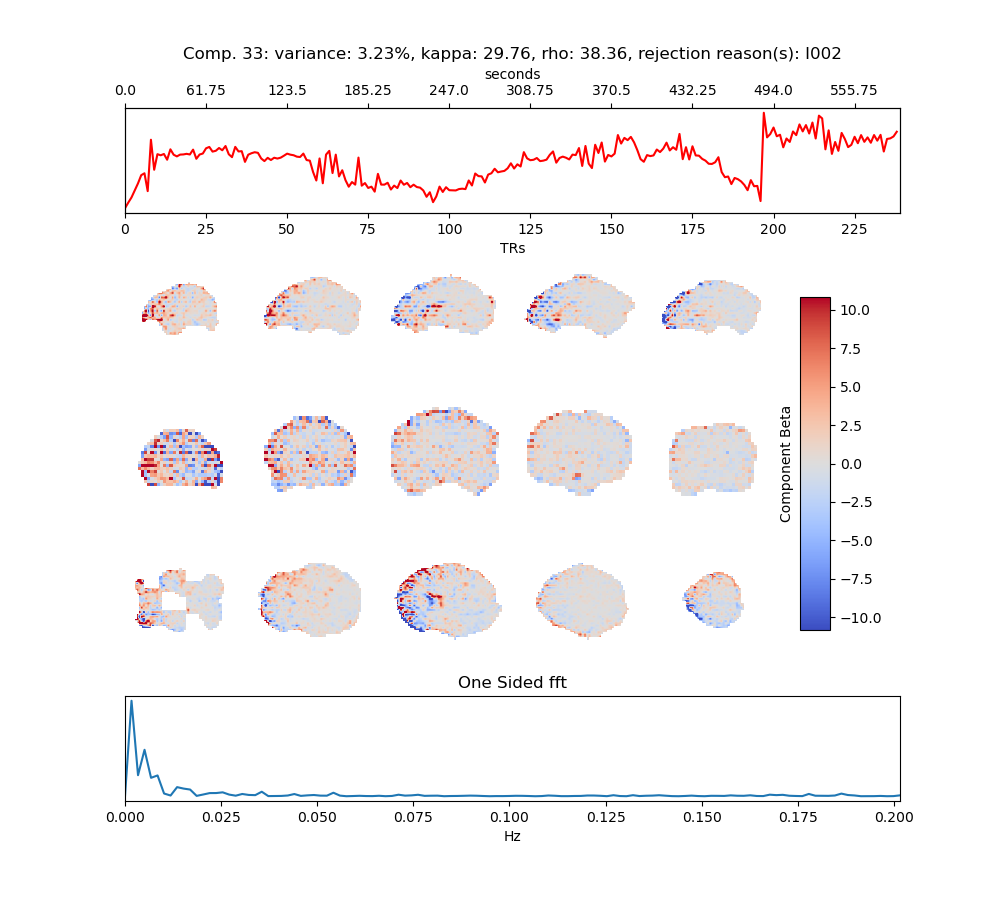 Comp. 33: variance: 3.23%, kappa: 29.76, rho: 38.36, rejection reason(s): I002
seconds
0.0 61.75 123.5 185.25 247.0 308.75 370.5 432.25 494.0 555.75
0 25 50 75 100 125 150 175 200 225
TRs
10.0
7.5
5.0
2.5
0.0
−2.5
−5.0
−7.5
−10.0
Component Beta
One Sided fft
0.000 0.025 0.050 0.075 0.100 0.125 0.150 0.175 0.200
Hz